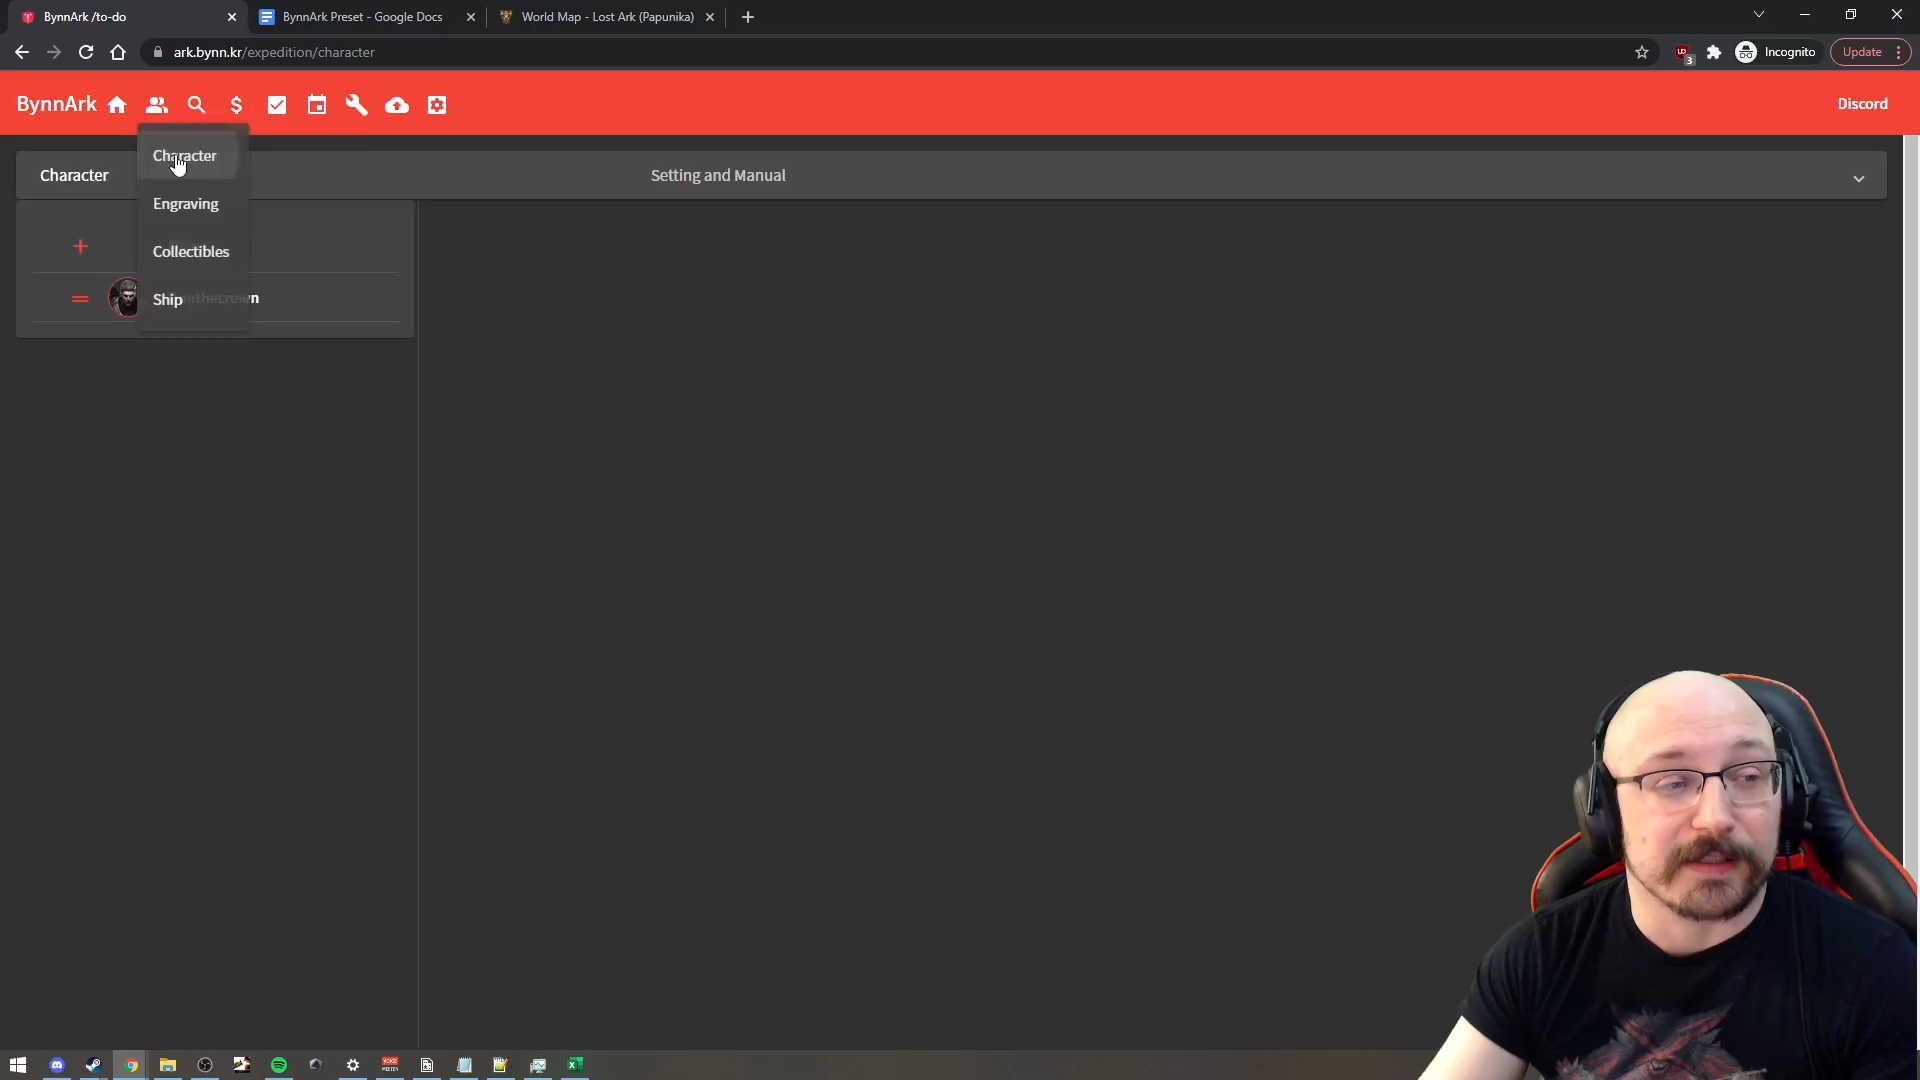 BynnArk /to-do
BynnArk Preset - Google Docs
World Map - Lost Ark (Papunika)
ark.bynn.kr/expedition/character
3
Incognito
Update
BynnArk
Discord
Character
Character
Setting and Manual
Engraving
Collectibles
Ship